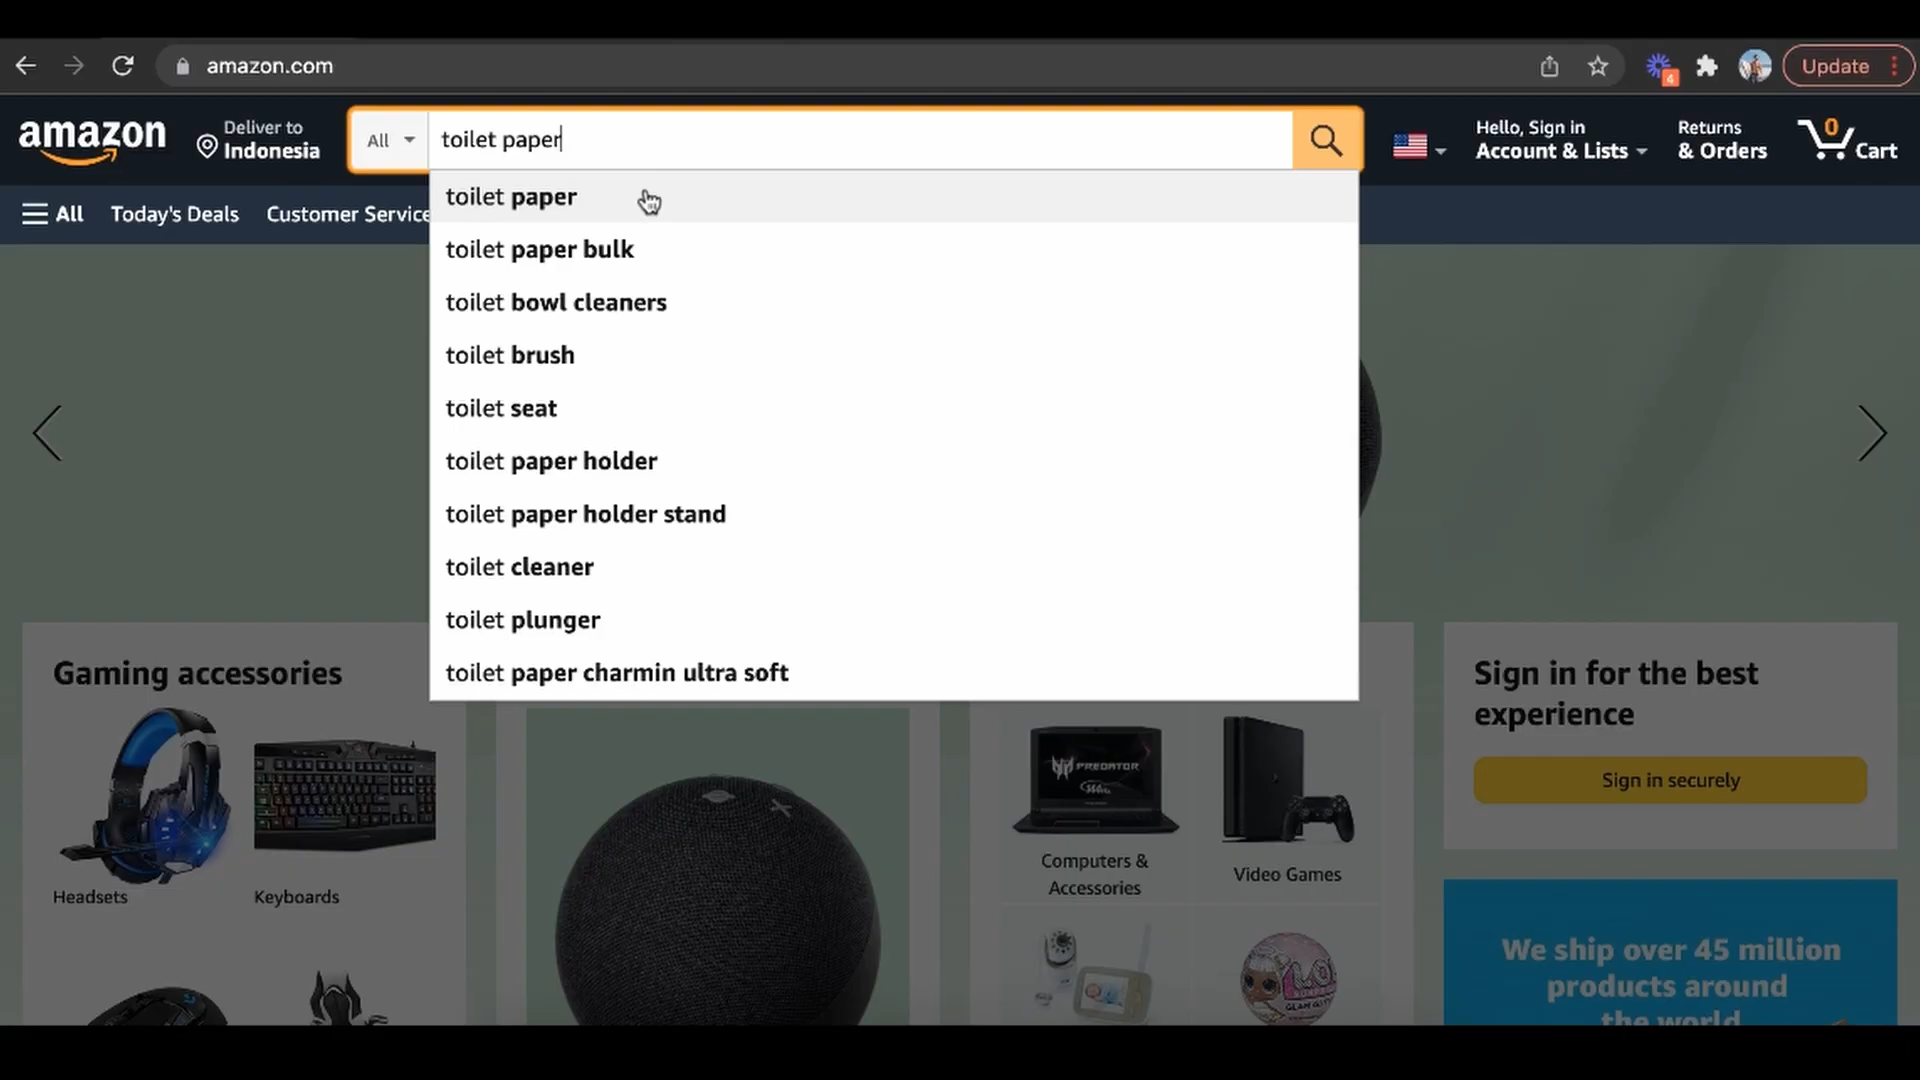 amazon.com
4
Update
amazon
Deliver to
Indonesia
All
toilet paper
Hello, Sign in
Account & Lists
Returns
& Orders
0
Cart
All
Today's Deals
Customer Service
toilet paper
toilet paper bulk
toilet bowl cleaners
toilet brush
toilet seat
toilet paper holder
toilet paper holder stand
toilet cleaner
toilet plunger
toilet paper charmin ultra soft
Gaming accessories
Headsets
Keyboards
PREDATOR
Computers &
Accessories
Video Games
L.O.L
Sign in for the best
experience
Sign in securely
We ship over 45 million
products around
the world